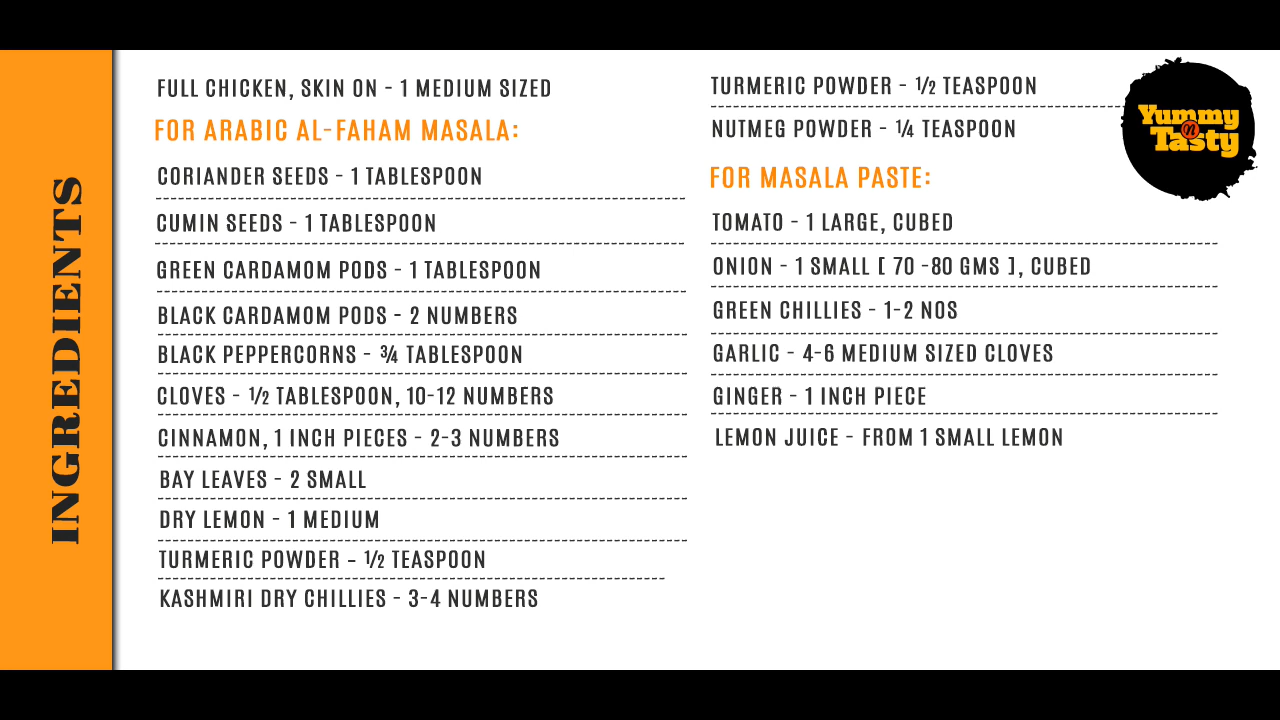 INGREDIENTS
FULL CHICKEN, SKIN ON - 1 MEDIUM SIZED
FOR ARABIC AL-FAHAM MASALA:
CORIANDER SEEDS - 1 TABLESPOON
CUMIN SEEDS - 1 TABLESPOON
GREEN CARDAMOM PODS - 1 TABLESPOON
BLACK CARDAMOM PODS - 2 NUMBERS
BLACK PEPPERCORNS - ¾ TABLESPOON
CLOVES - ½ TABLESPOON, 10-12 NUMBERS
CINNAMON, 1 INCH PIECES - 2-3 NUMBERS
BAY LEAVES - 2 SMALL
DRY LEMON - 1 MEDIUM
TURMERIC POWDER - ½ TEASPOON
KASHMIRI DRY CHILLIES - 3-4 NUMBERS
TURMERIC POWDER - ½ TEASPOON
NUTMEG POWDER - ¼ TEASPOON
FOR MASALA PASTE:
TOMATO - 1 LARGE, CUBED
ONION - 1 SMALL [ 70 -80 GMS ], CUBED
GREEN CHILLIES - 1-2 NOS
GARLIC - 4-6 MEDIUM SIZED CLOVES
GINGER - 1 INCH PIECE
LEMON JUICE - FROM 1 SMALL LEMON
Yummy
n
Tasty